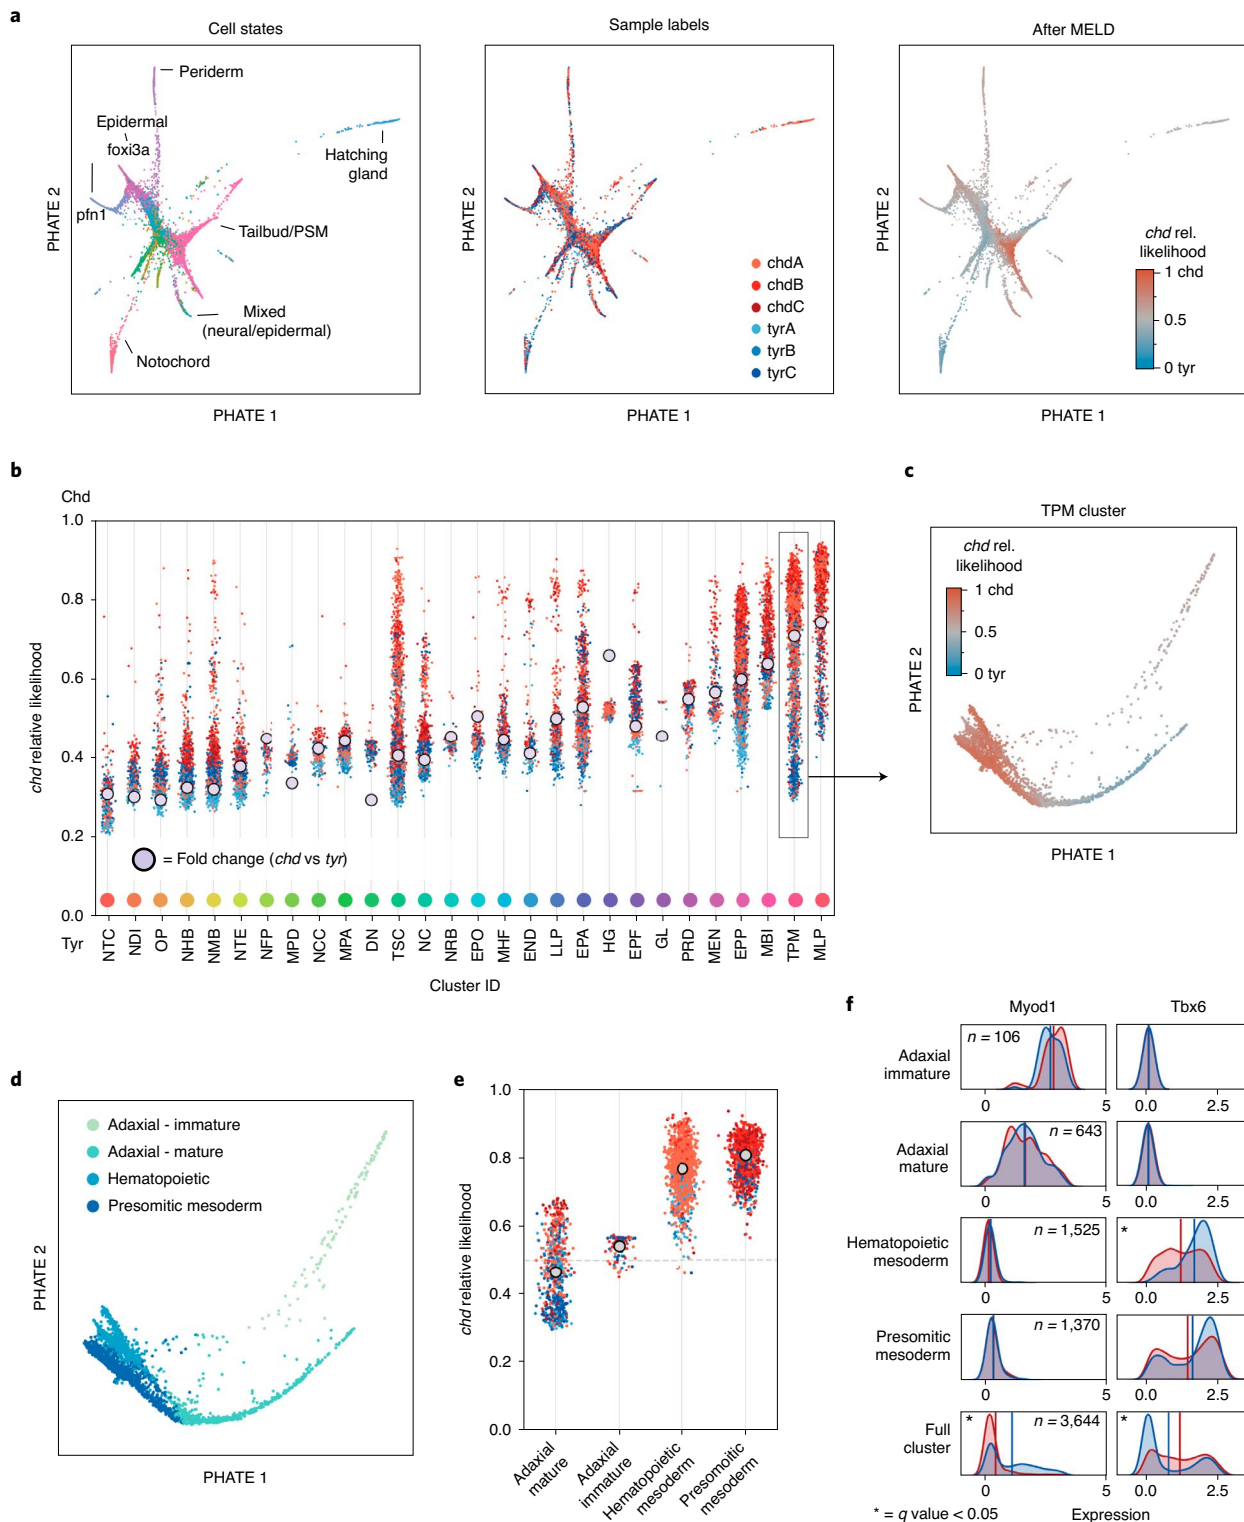 a
Cell states
Sample labels
After MELD
Periderm
Epidermal
foxi3a
pfn1
Hatching
gland
Tailbud/PSM
Mixed
(neural/epidermal)
Notochord
PHATE 2
PHATE 1
PHATE 2
chdA
chdB
chdC
tyrA
tyrB
tyrC
PHATE 1
PHATE 2
chd rel.
likelihood
1 chd
0.5
0 tyr
PHATE 1
b
Chd
1.0
0.8
0.6
0.4
0.2
0.0
chd relative likelihood
= Fold change (chd vs tyr)
Tyr
NTC
NDI
OP
NHB
NMB
NTE
NFP
MPD
NCC
MPA
DN
TSC
NC
NRB
EPO
MHF
END
LLP
EPA
HG
EPF
GL
PRD
MEN
EPP
MBI
TPM
MLP
Cluster ID
c
TPM cluster
chd rel.
likelihood
1 chd
0.5
0 tyr
PHATE 2
PHATE 1
d
Adaxial - immature
Adaxial - mature
Hematopoietic
Presomitic mesoderm
PHATE 2
PHATE 1
e
1.0
0.8
0.6
0.4
0.2
0.0
chd relative likelihood
Adaxial
mature
Adaxial
immature
Hematopoietic
mesoderm
Presomoitic
mesoderm
f
Myod1
Tbx6
Adaxial
immature
n = 106
0
5
0.0
2.5
Adaxial
mature
n = 643
0
5
0.0
2.5
Hematopoietic
mesoderm
n = 1,525
*
0
5
0.0
2.5
Presomitic
mesoderm
n = 1,370
0
5
0.0
2.5
Full
cluster
*
n = 3,644
*
0
5
0.0
2.5
* = q value < 0.05
Expression